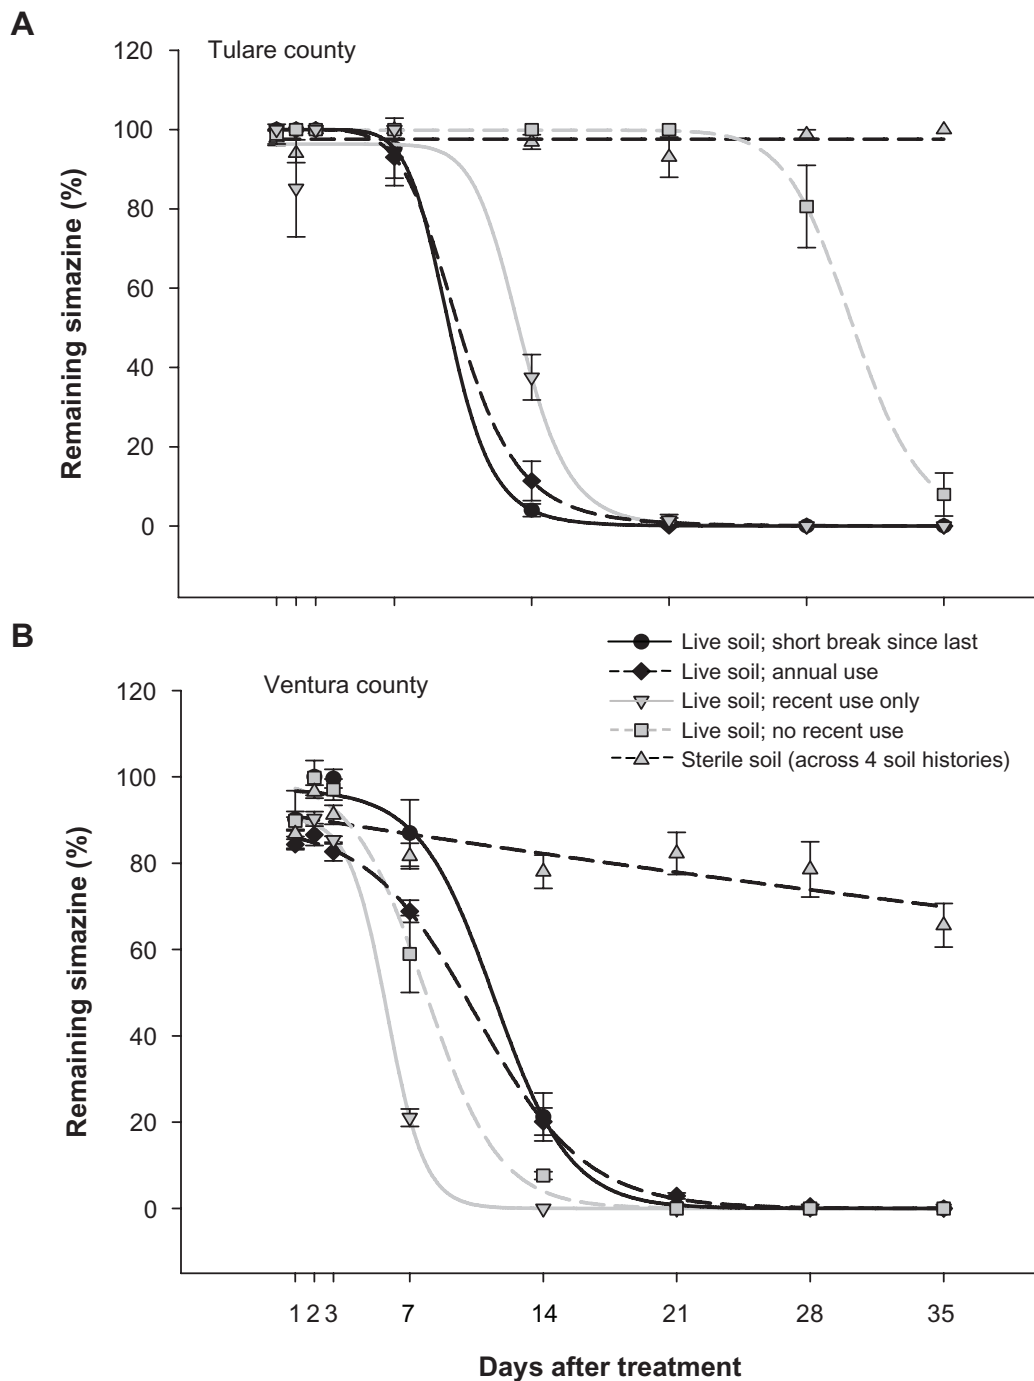 A
Tulare county
120
100
80
60
40
20
0
Remaining simazine (%)
B
Ventura county
Live soil; short break since last
Live soil; annual use
Live soil; recent use only
Live soil; no recent use
Sterile soil (across 4 soil histories)
120
100
80
60
40
20
0
Remaining simazine (%)
1 2 3 7 14 21 28 35
Days after treatment